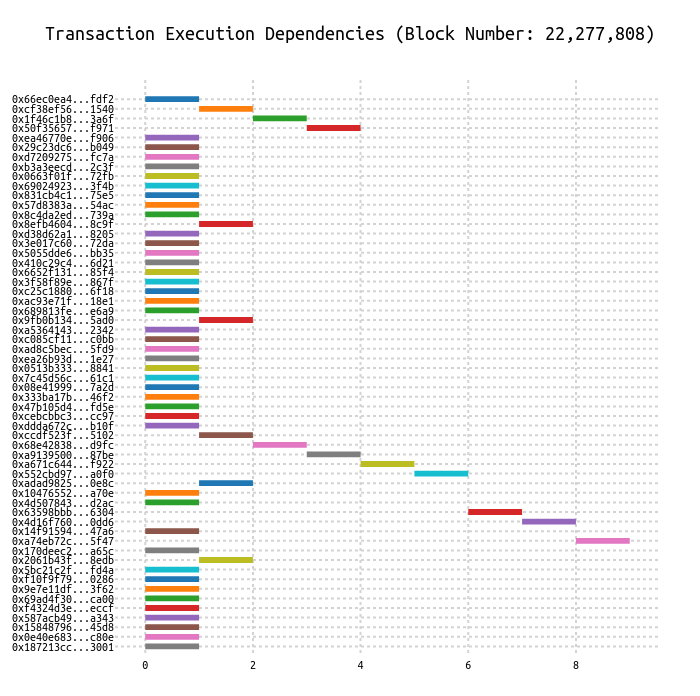 Transaction Execution Dependencies (Block Number: 22,277,808)
0x66ec0ea4...fdf2
0xcf38ef56...1540
0x1f46c1b8...3a6f
0x50f35657...f971
0xea46770e...f906
0x29c23dc6...b049
0xd7209275...fc7a
0xb3a3eecd...2c3f
0x0663f01f...72fb
0x69024923...3f4b
0x831cb4c1...75e5
0x57d8383a...54ac
0x8c4da2ed...739a
0x8efb4604...8c9f
0xd38d62a1...8205
0x3e017c60...72da
0x5055dde6...bb35
0x410c29c4...6d21
0x6652f131...85f4
0x3f58f89e...867f
0xc25c1880...6f18
0xac93e71f...18e1
0x689813fe...e6a9
0x9fb0b134...5ad0
0xa5364143...2342
0xc085cf11...c0bb
0xad8c5bec...5fd9
0xea26b93d...1e27
0x0513b333...8841
0x7c45d56c...61c1
0x08e41999...7a2d
0x333ba17b...46f2
0x47b105d4...fd5e
0xcebcbbc3...cc97
0xddda672c...b10f
0xccdf523f...5102
0x68e42838...d9fc
0xa9139500...87be
0xa671c644...f922
0x552cbd97...a0f0
0xadad9825...0e8c
0x10476552...a70e
0x4d507843...d2ac
0x63598bbb...6304
0x4d16f760...0dd6
0x14f91594...47a6
0xa74eb72c...5f47
0x170deec2...a65c
0x2061b43f...8edb
0x5bc21c2f...fd4a
0xf10f9f79...0286
0x9e7e11df...3f62
0x69ad4f30...ca00
0xf4324d3e...eccf
0x587acb49...a343
0x15848796...45d8
0x0e40e683...c80e
0x187213cc...3001
0 2 4 6 8